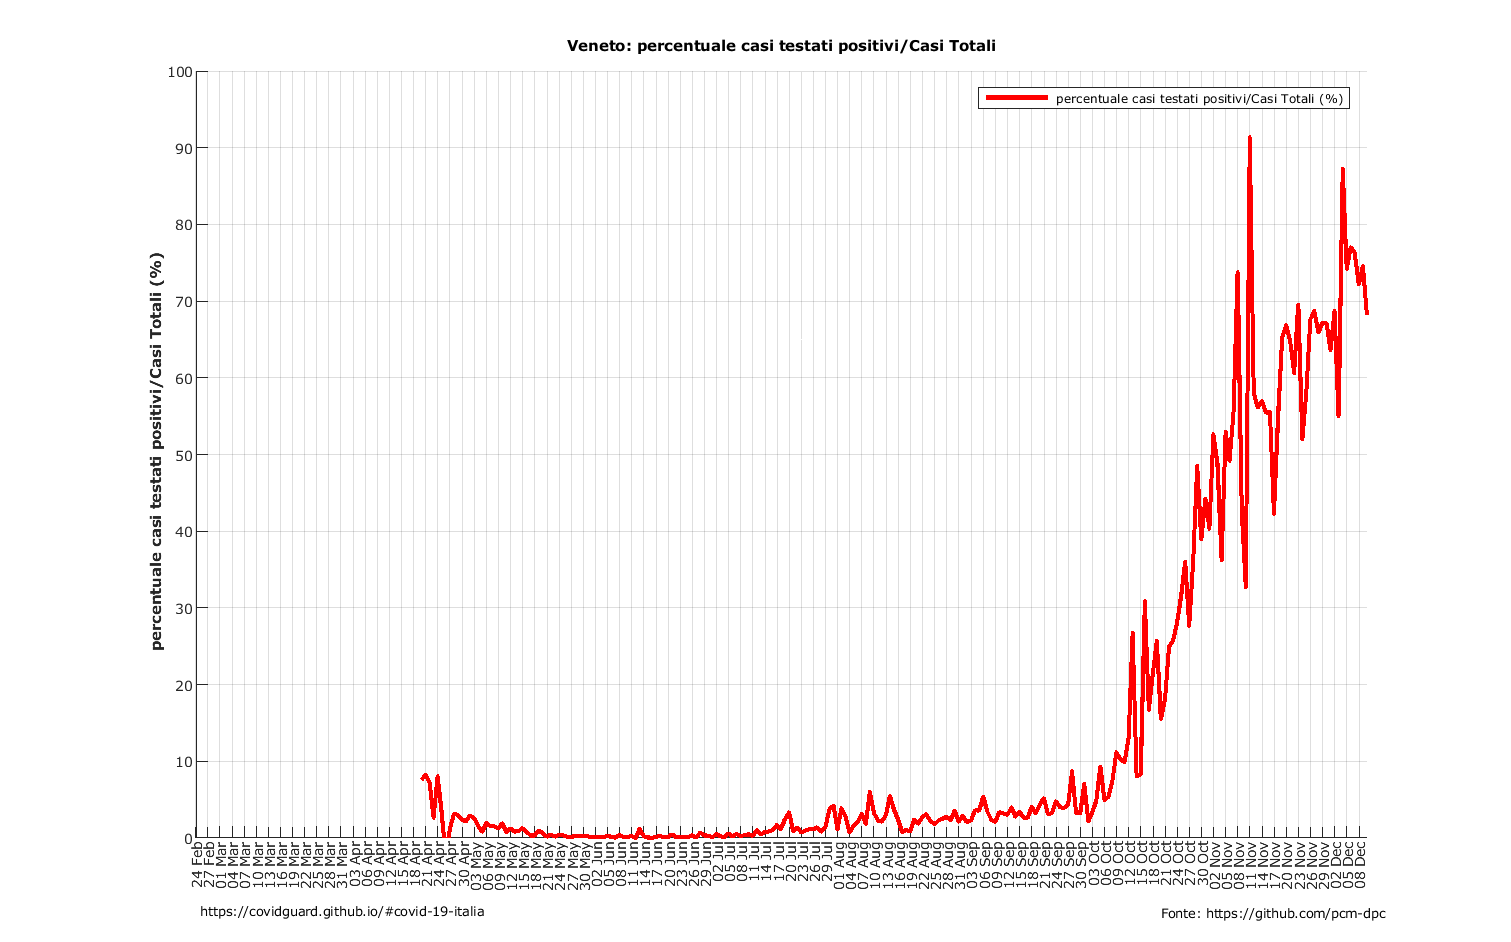 Veneto: percentuale casi testati positivi/Casi Totali
percentuale casi testati positivi/Casi Totali (%)
percentuale casi testati positivi/Casi Totali (%)
100
90
80
70
60
50
40
30
20
10
0
24 Feb
27 Feb
01 Mar
04 Mar
07 Mar
10 Mar
13 Mar
16 Mar
19 Mar
22 Mar
25 Mar
28 Mar
31 Mar
03 Apr
06 Apr
09 Apr
12 Apr
15 Apr
18 Apr
21 Apr
24 Apr
27 Apr
30 Apr
03 May
06 May
09 May
12 May
15 May
18 May
21 May
24 May
27 May
30 May
02 Jun
05 Jun
08 Jun
11 Jun
14 Jun
17 Jun
20 Jun
23 Jun
26 Jun
29 Jun
02 Jul
05 Jul
08 Jul
11 Jul
14 Jul
17 Jul
20 Jul
23 Jul
26 Jul
29 Jul
01 Aug
04 Aug
07 Aug
10 Aug
13 Aug
16 Aug
19 Aug
22 Aug
25 Aug
28 Aug
31 Aug
03 Sep
06 Sep
09 Sep
12 Sep
15 Sep
18 Sep
21 Sep
24 Sep
27 Sep
30 Sep
03 Oct
06 Oct
09 Oct
12 Oct
15 Oct
18 Oct
21 Oct
24 Oct
27 Oct
30 Oct
02 Nov
05 Nov
08 Nov
11 Nov
14 Nov
17 Nov
20 Nov
23 Nov
26 Nov
29 Nov
02 Dec
05 Dec
08 Dec
https://covidguard.github.io/#covid-19-italia
Fonte: https://github.com/pcm-dpc